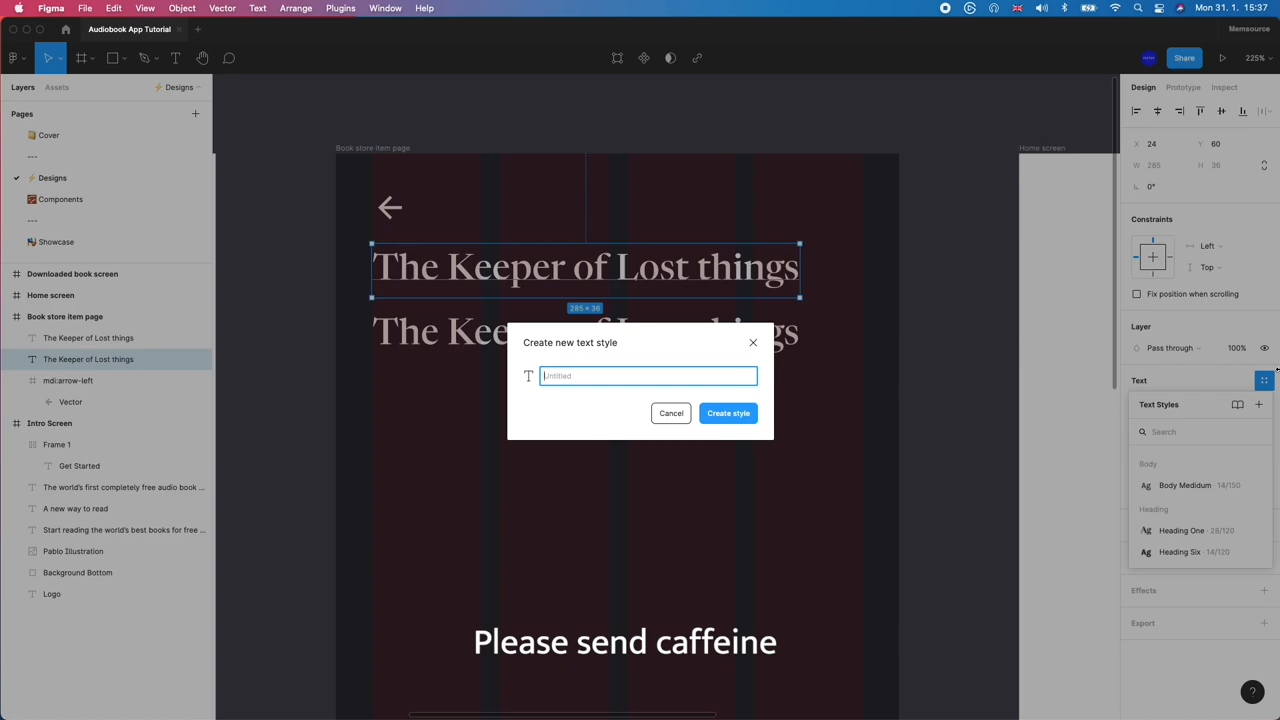 Figma File Edit View Object Vector Text Arrange Plugins Window Help
Mon Jan 31. 15:37
Audiobook App Tutorial
Memsource
Share
225%
Layers Assets ⚡ Designs
Design Prototype Inspect
Pages
Cover
---
⚡ Designs
Components
---
Showcase
Downloaded book screen
Home screen
Book store item page
The Keeper of Lost things
The Keeper of Lost things
mdi:arrow-left
Vector
Intro Screen
Frame 1
Get Started
The world's first completely free audio book ...
A new way to read
Start reading the world's best books for free ...
Pablo Illustration
Background Bottom
Logo
Book store item page
Home screen
The Keeper of Lost things
285 × 36
Create new text style
Untitled
Cancel
Create style
Please send caffeine
X 24 Y 60
W 285 H 36
0°
Constraints
Left
Top
Fix position when scrolling
Layer
Pass through 100%
Text
Text Styles
Search
Body
Ag Body Medidum · 14/150
Heading
Ag Heading One · 28/120
Ag Heading Six · 14/120
Effects
Export
?